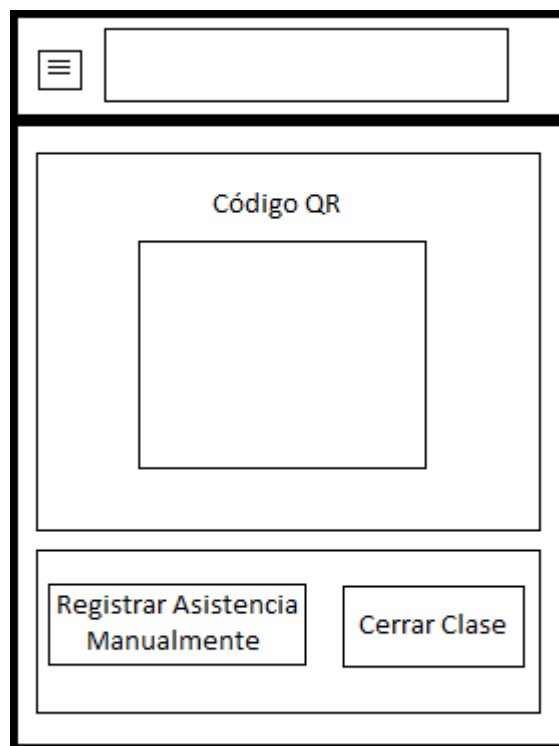 Código QR
Registrar Asistencia
Manualmente
Cerrar Clase